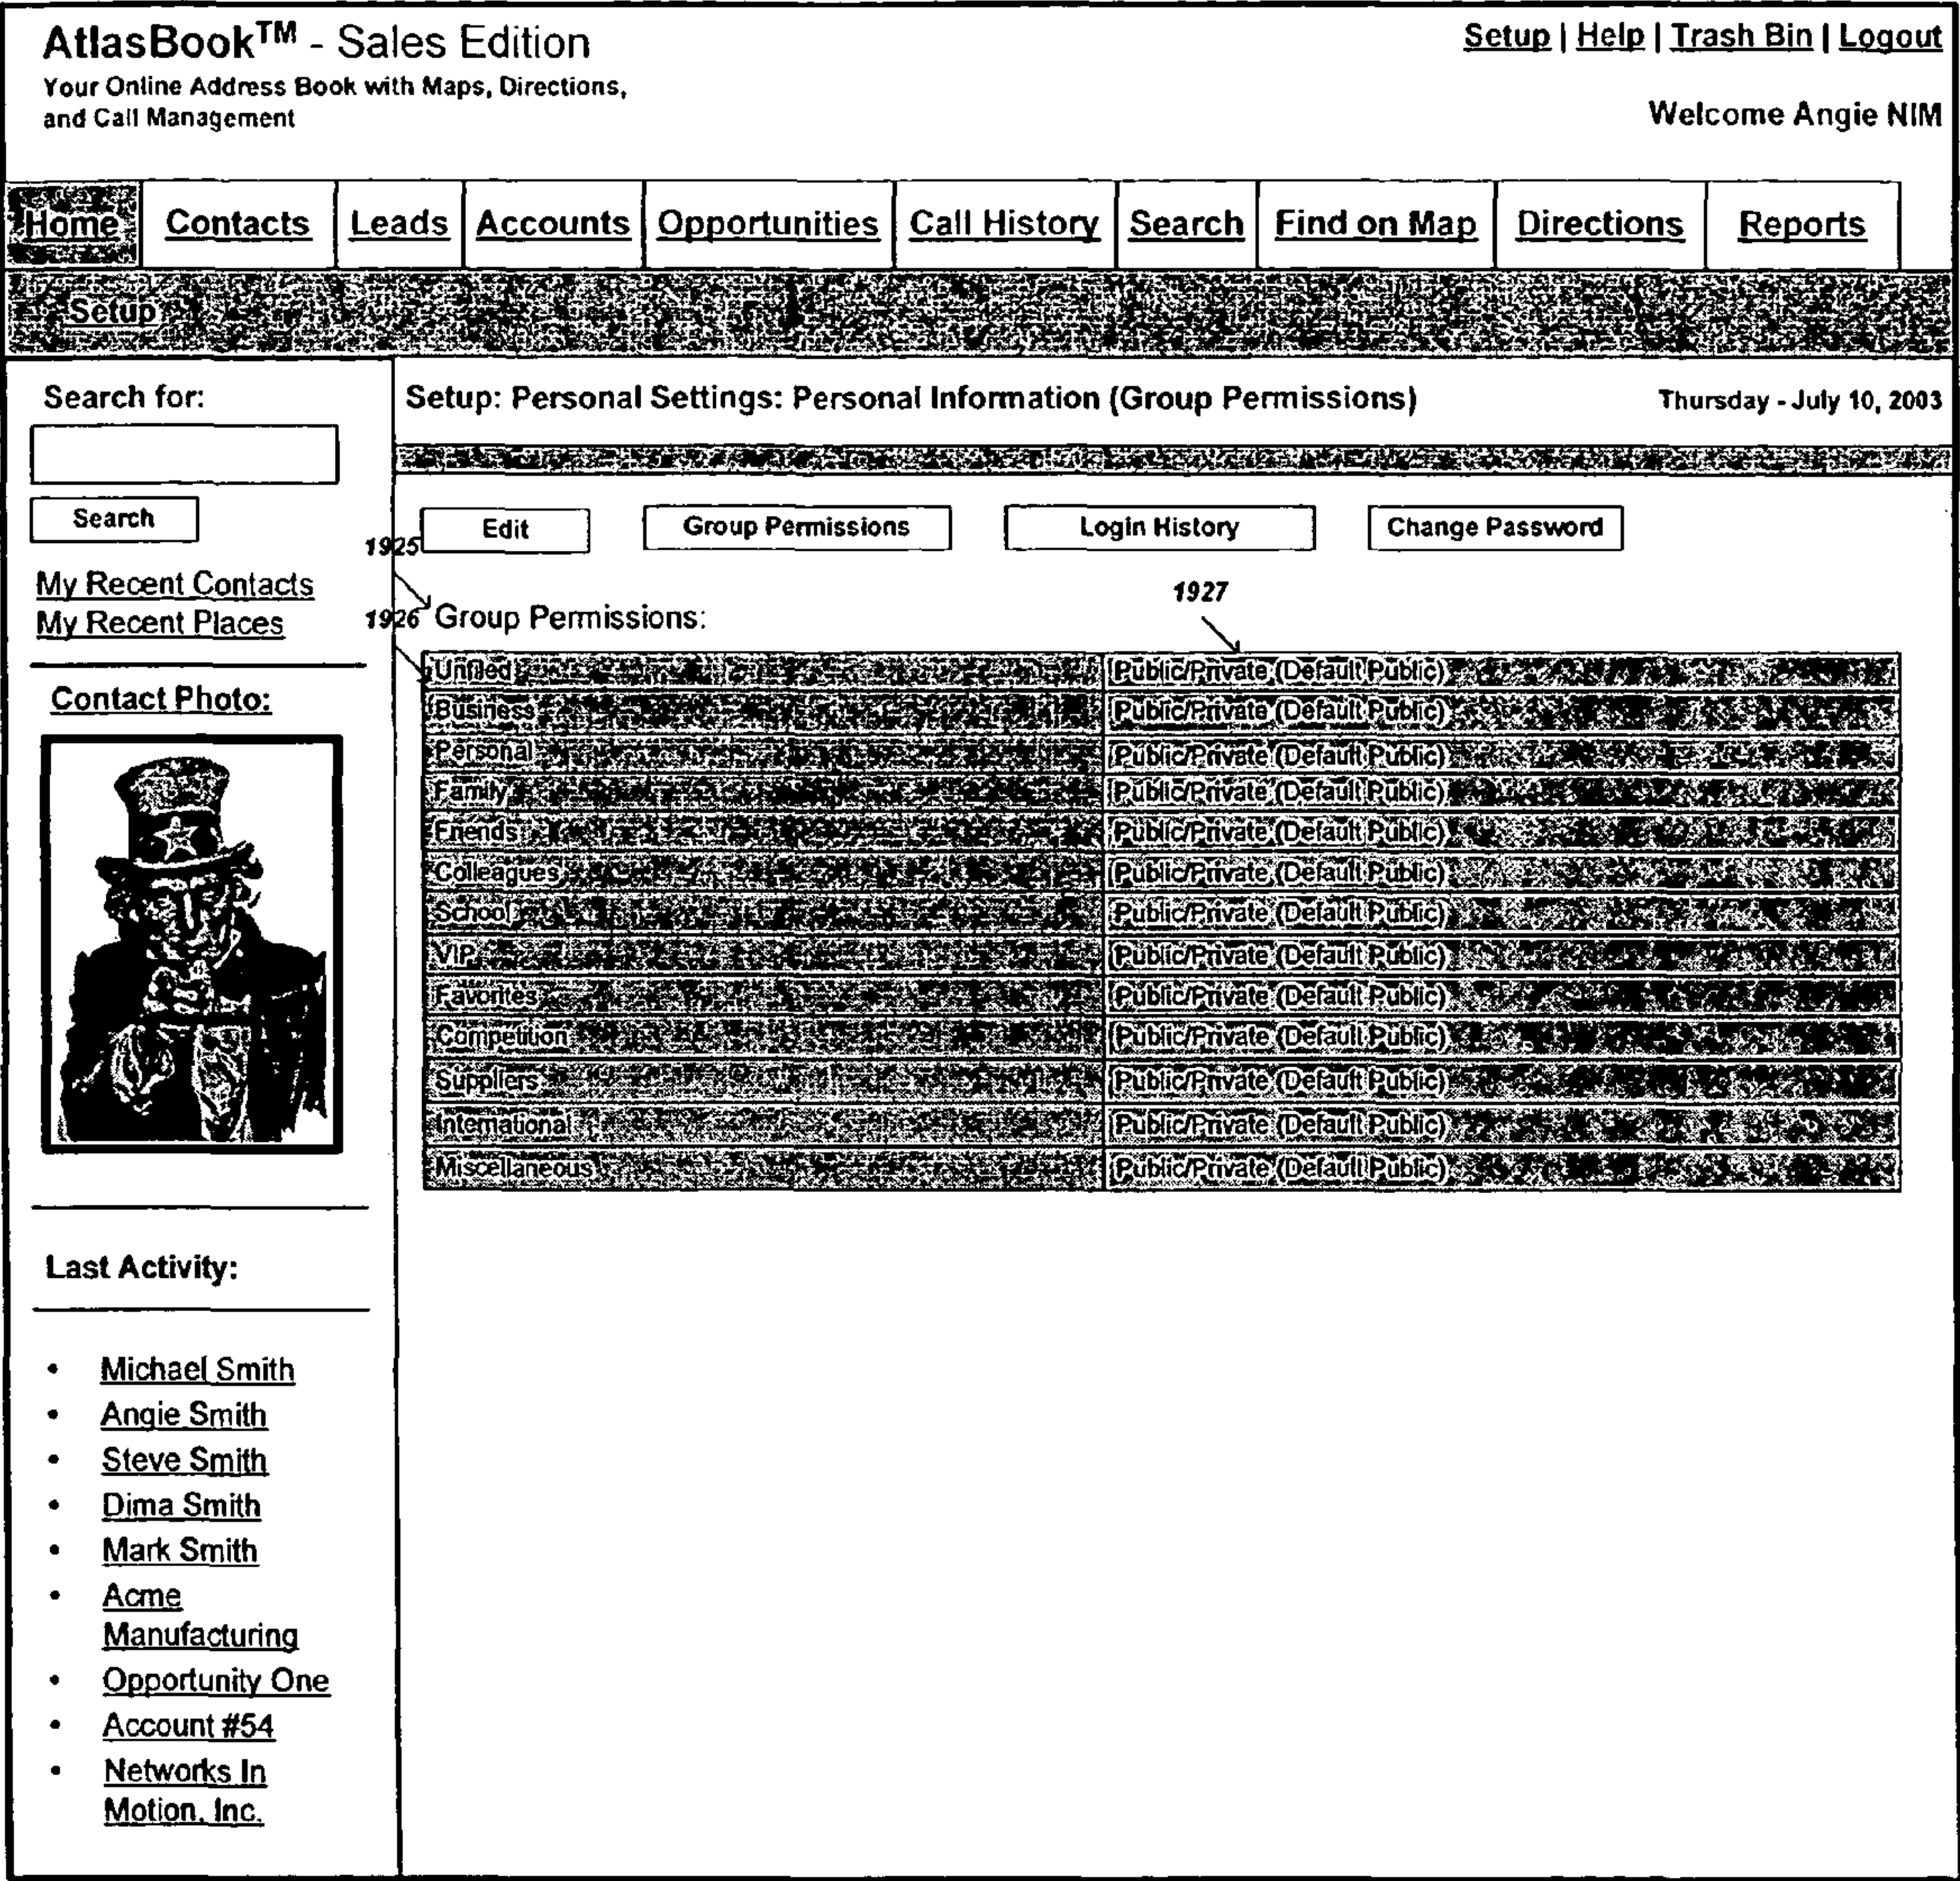 AtlasBook™ - Sales Edition
Your Online Address Book with Maps, Directions,
and Call Management
Setup | Help | Trash Bin | Logout
Welcome Angie NIM
Home Contacts Leads Accounts Opportunities Call History Search Find on Map Directions Reports
Setup
Search for:
Search
My Recent Contacts
My Recent Places
Contact Photo:
Last Activity:
• Michael Smith
• Angie Smith
• Steve Smith
• Dima Smith
• Mark Smith
• Acme
Manufacturing
• Opportunity One
• Account #54
• Networks In
Motion, Inc.
Setup: Personal Settings: Personal Information (Group Permissions)
Thursday - July 10, 2003
Edit Group Permissions Login History Change Password
1925
1926
Group Permissions:
1927
Unfiled Public/Private (Default Public)
Business Public/Private (Default Public)
Personal Public/Private (Default Public)
Family Public/Private (Default Public)
Friends Public/Private (Default Public)
Colleagues Public/Private (Default Public)
School Public/Private (Default Public)
VIP Public/Private (Default Public)
Favorites Public/Private (Default Public)
Competition Public/Private (Default Public)
Suppliers Public/Private (Default Public)
International Public/Private (Default Public)
Miscellaneous Public/Private (Default Public)